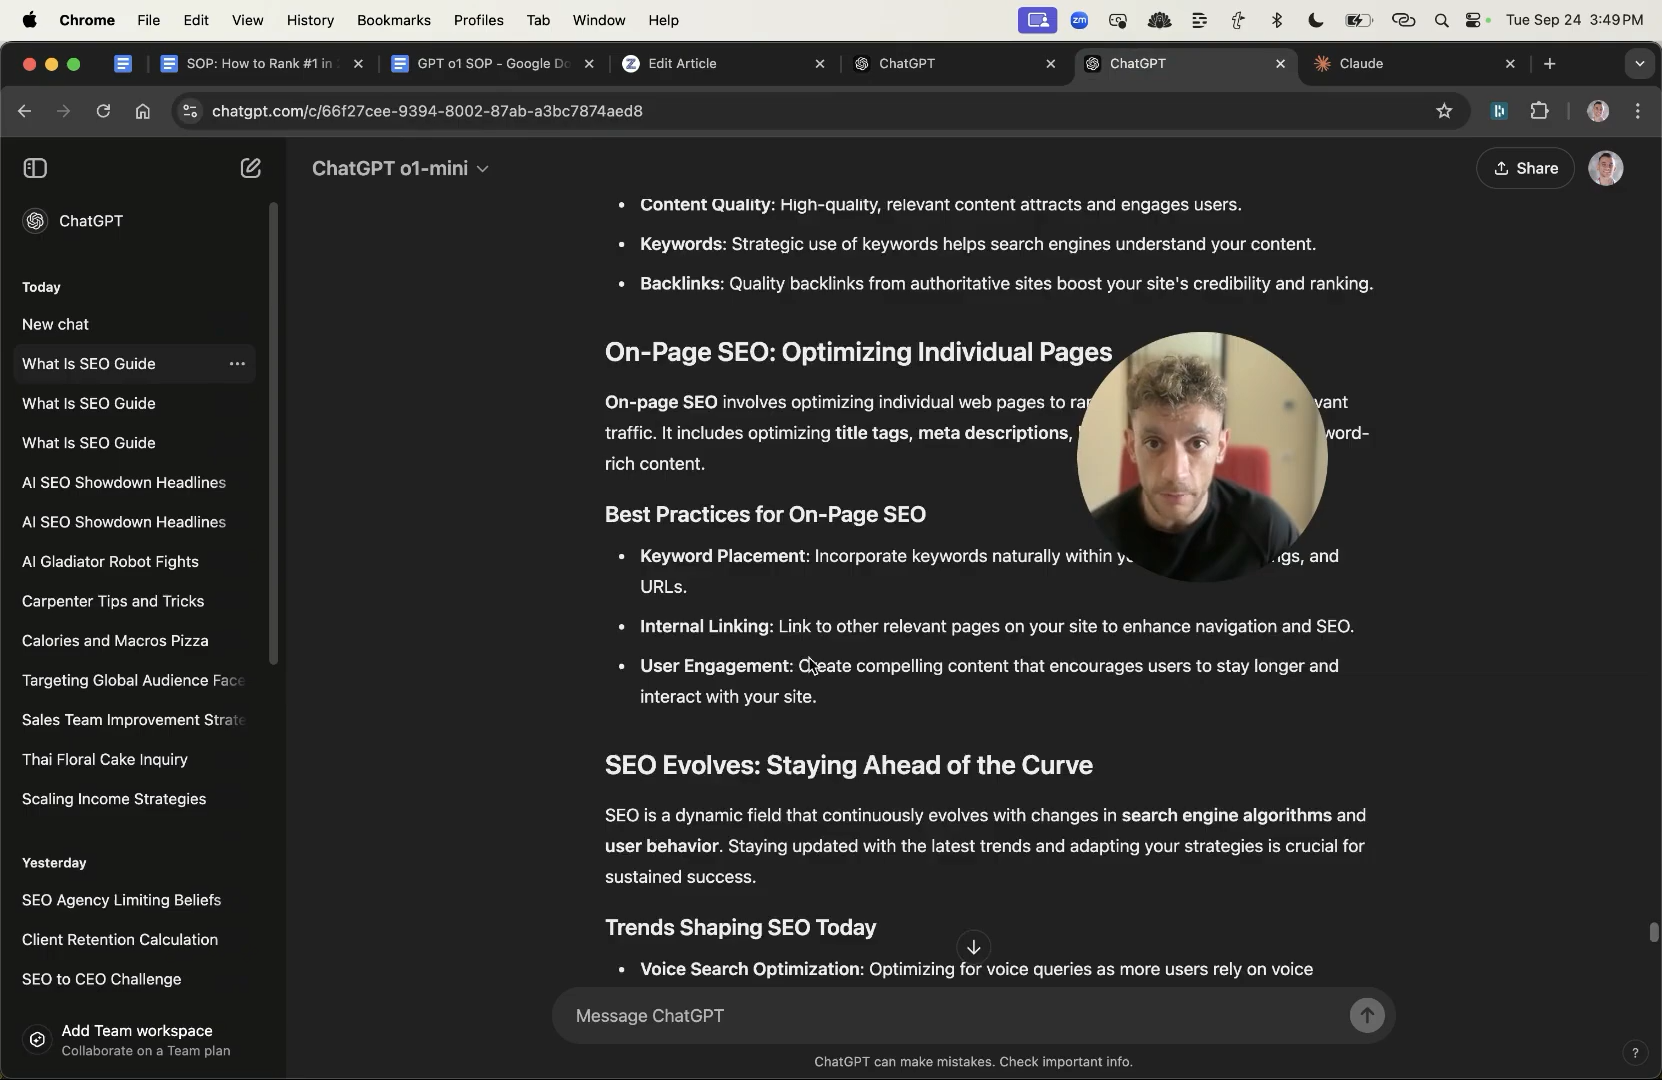 Chrome File Edit View History Bookmarks Profiles Tab Window Help zm Tue Sep 24 3:49 PM
SOP: How to Rank #1 in GPT o1 SOP - Google Do Edit Article ChatGPT ChatGPT Claude
chatgpt.com/c/66f27cee-9394-8002-87ab-a3bc7874aed8
ChatGPT o1-mini
Share
ChatGPT
Today
New chat
What Is SEO Guide
What Is SEO Guide
What Is SEO Guide
AI SEO Showdown Headlines
AI SEO Showdown Headlines
AI Gladiator Robot Fights
Carpenter Tips and Tricks
Calories and Macros Pizza
Targeting Global Audience Face
Sales Team Improvement Strate
Thai Floral Cake Inquiry
Scaling Income Strategies
Yesterday
SEO Agency Limiting Beliefs
Client Retention Calculation
SEO to CEO Challenge
Add Team workspace
Collaborate on a Team plan
• Content Quality: High-quality, relevant content attracts and engages users.
• Keywords: Strategic use of keywords helps search engines understand your content.
• Backlinks: Quality backlinks from authoritative sites boost your site's credibility and ranking.
On-Page SEO: Optimizing Individual Pages
On-page SEO involves optimizing individual web pages to
traffic. It includes optimizing title tags, meta descriptions,
rich content.
Best Practices for On-Page SEO
• Keyword Placement: Incorporate keywords naturally within and
URLs.
• Internal Linking: Link to other relevant pages on your site to enhance navigation and SEO.
• User Engagement: Create compelling content that encourages users to stay longer and
interact with your site.
SEO Evolves: Staying Ahead of the Curve
SEO is a dynamic field that continuously evolves with changes in search engine algorithms and
user behavior. Staying updated with the latest trends and adapting your strategies is crucial for
sustained success.
Trends Shaping SEO Today
• Voice Search Optimization: Optimizing for voice queries as more users rely on voice
Message ChatGPT
ChatGPT can make mistakes. Check important info.
?